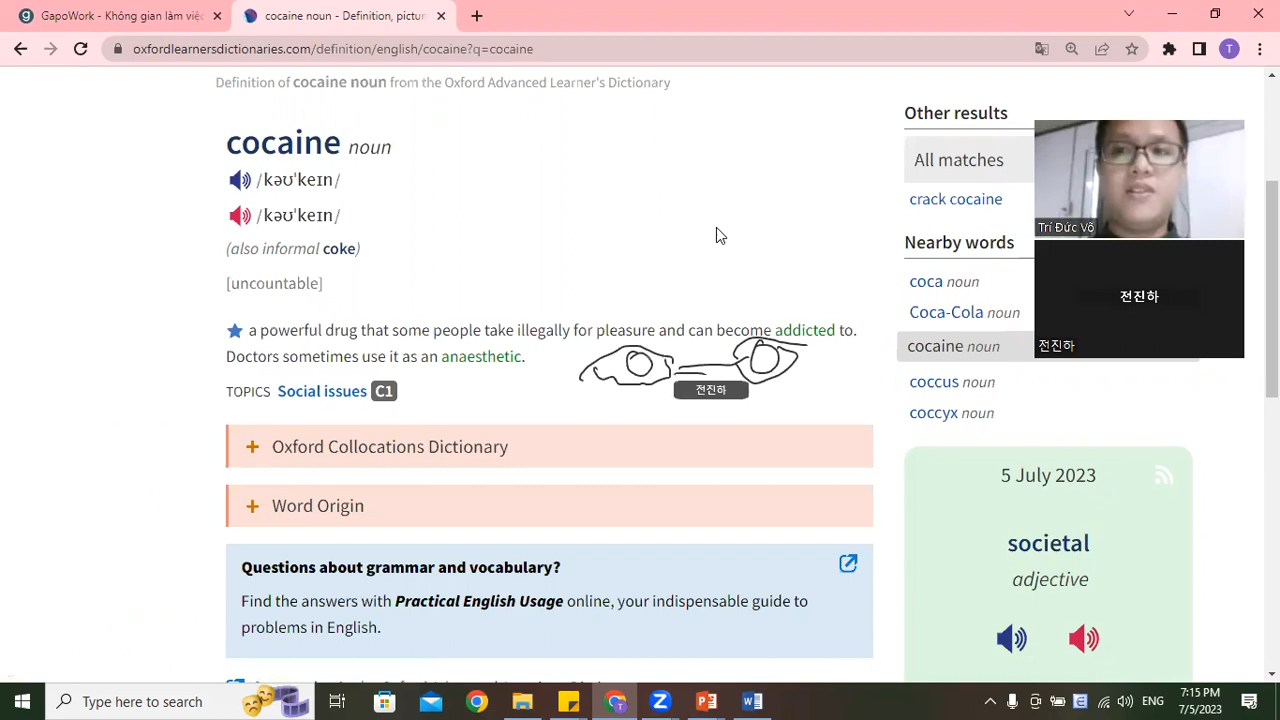 GapoWork - Không gian làm việc
cocaine noun - Definition, pictur
oxfordlearnersdictionaries.com/definition/english/cocaine?q=cocaine
T
Definition of cocaine noun from the Oxford Advanced Learner's Dictionary
cocaine noun
/kəʊˈkeɪn/
/kəʊˈkeɪn/
(also informal coke)
[uncountable]
a powerful drug that some people take illegally for pleasure and can become addicted to.
Doctors sometimes use it as an anaesthetic.
TOPICS Social issues C1
전진하
+ Oxford Collocations Dictionary
+ Word Origin
Questions about grammar and vocabulary?
Find the answers with Practical English Usage online, your indispensable guide to
problems in English.
Other results
All matches
crack cocaine
Nearby words
coca noun
Coca-Cola noun
cocaine noun
coccus noun
coccyx noun
Trí Đức Võ
전진하
전진하
5 July 2023
societal
adjective
Type here to search
ENG
7:15 PM
7/5/2023